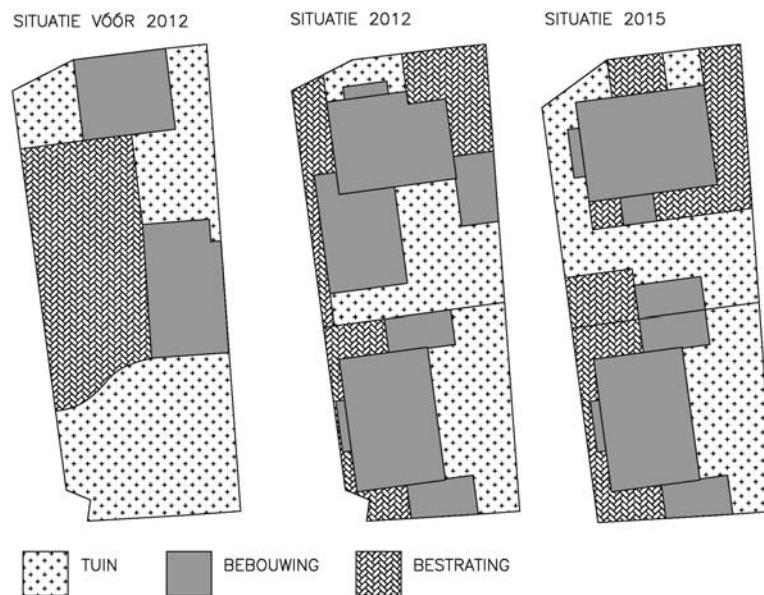 SITUATIE VÓÓR 2012
SITUATIE 2012
SITUATIE 2015
TUIN
BEBOUWING
BESTRATING